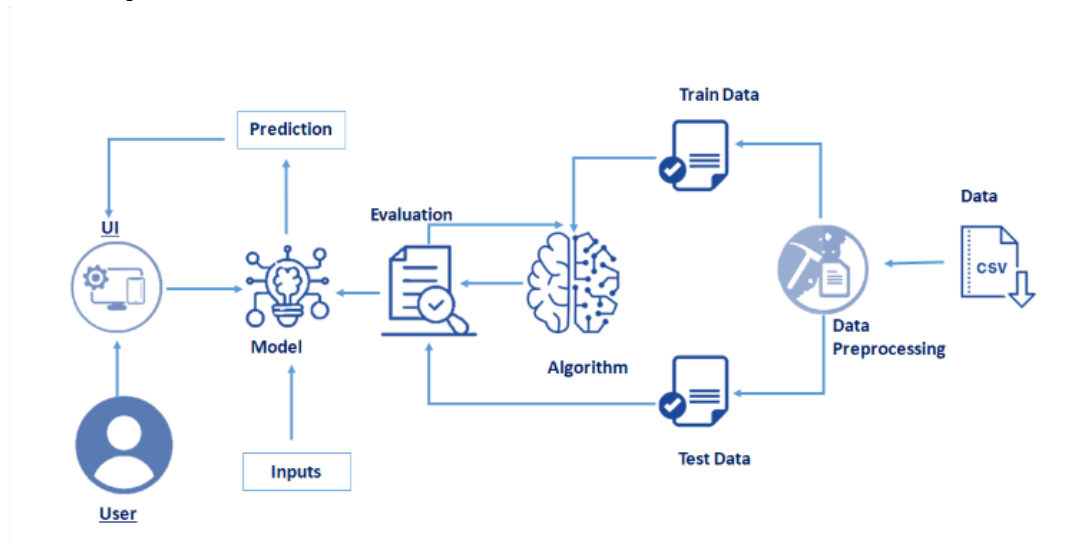 Train Data
Prediction
Data
Evaluation
UI
CSV
Data
Preprocessing
Model
Algorithm
Test Data
Inputs
User